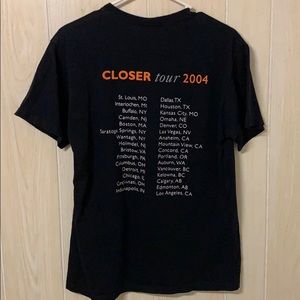 CLOSER tour 2004
St. Louis, MO
Interlochen, MI
Buffalo, NY
Camden, NJ
Boston, MA
Saratoga Springs, NY
Wantagh, NY
Holmdel, NJ
Bristow, VA
Pittsburgh, PA
Columbus, OH
Detroit, MI
Chicago, IL
Cincinnati, OH
Indianapolis, IN
Dallas, TX
Houston, TX
Kansas City, MO
Omaha, NE
Denver, CO
Las Vegas, NV
Anaheim, CA
Mountain View, CA
Concord, CA
Portland, OR
Auburn, WA
Vancouver, BC
Kelowna, BC
Calgary, AB
Edmonton, AB
Los Angeles, CA